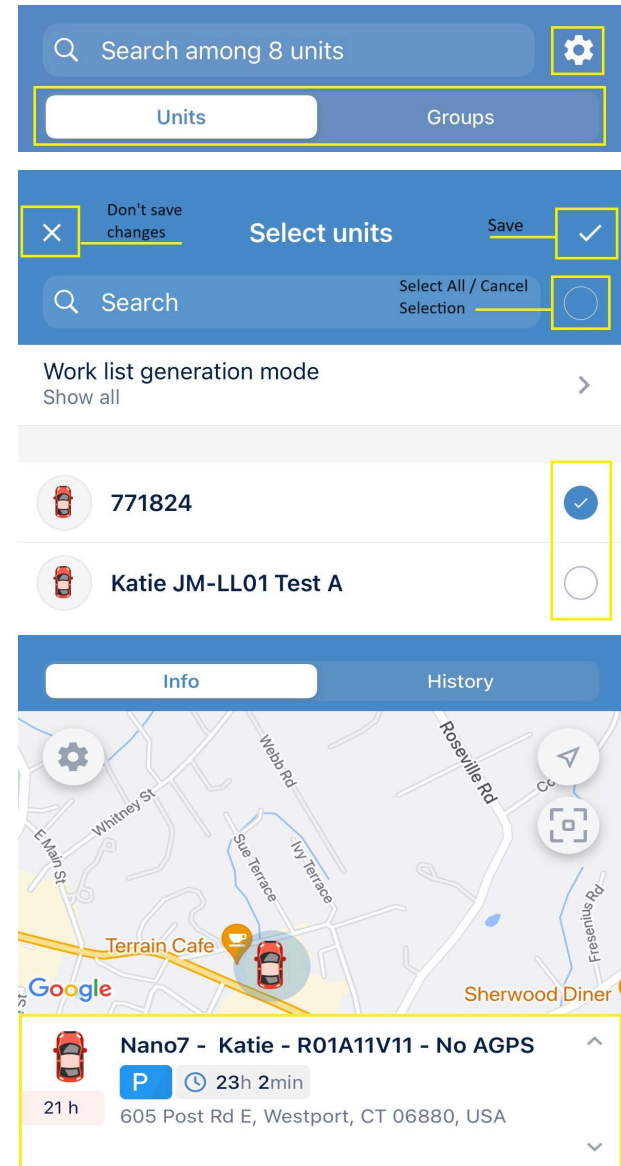 Search among 8 units
Units
Groups
Don't save
changes
Select units
Save
Search
Select All / Cancel
Selection
Work list generation mode
Show all
771824
Katie JM-LL01 Test A
Info
History
Webb Rd
Roseville Rd
Co
Whitney St
E Main St
Sue Terrace
Ivy Terrace
Fresenius Rd
Terrain Cafe
Google
St
Sherwood Diner
Nano7 - Katie - R01A11V11 - No AGPS
P 23h 2min
21 h
605 Post Rd E, Westport, CT 06880, USA